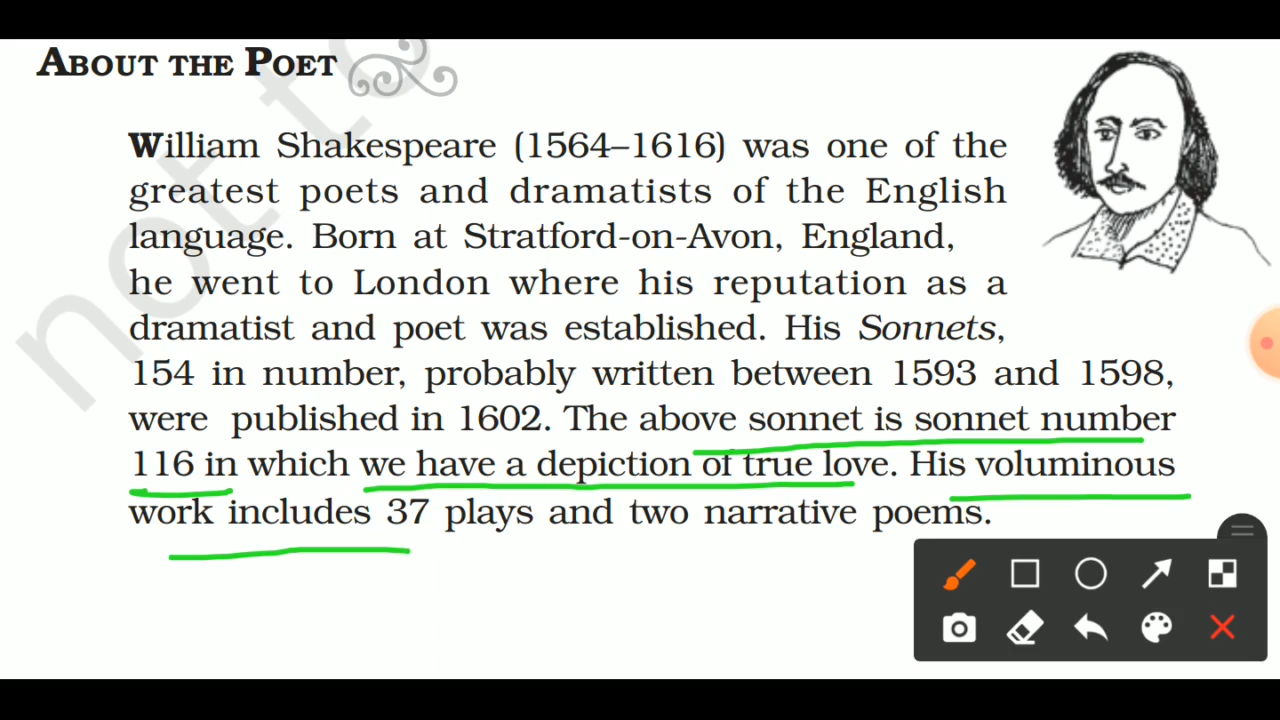 ABOUT THE POET
William Shakespeare (1564–1616) was one of the
greatest poets and dramatists of the English
language. Born at Stratford-on-Avon, England,
he went to London where his reputation as a
dramatist and poet was established. His Sonnets,
154 in number, probably written between 1593 and 1598,
were published in 1602. The above sonnet is sonnet number
116 in which we have a depiction of true love. His voluminous
work includes 37 plays and two narrative poems.
not to